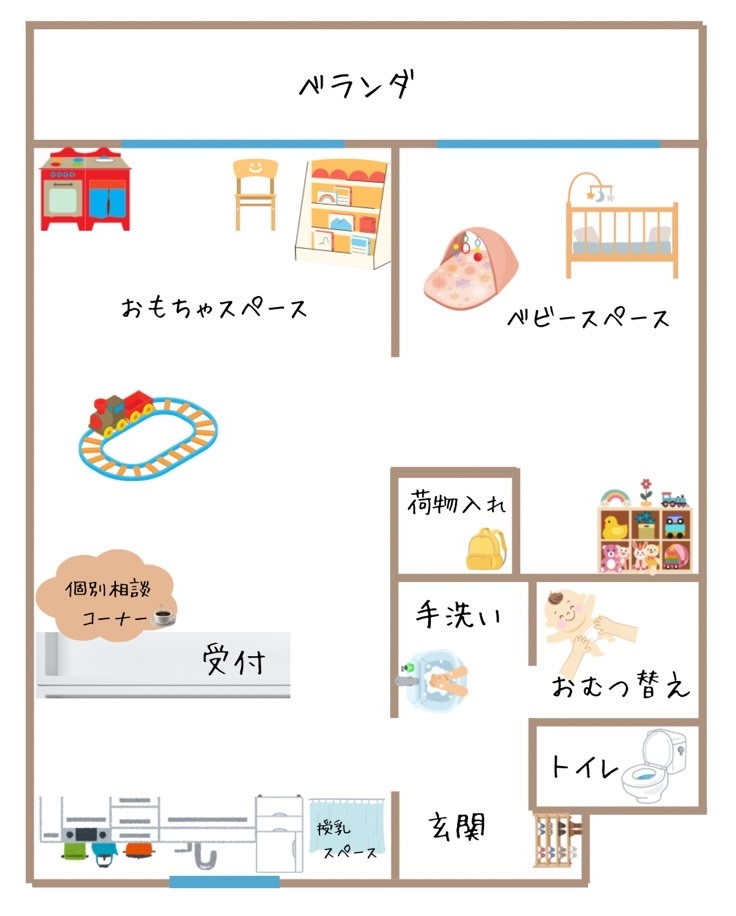 ベランダ
おもちゃスペース
ベビースペース
荷物入れ
個別相談
コーナー
受付
手洗い
おむつ替え
トイレ
授乳
スペース
玄関